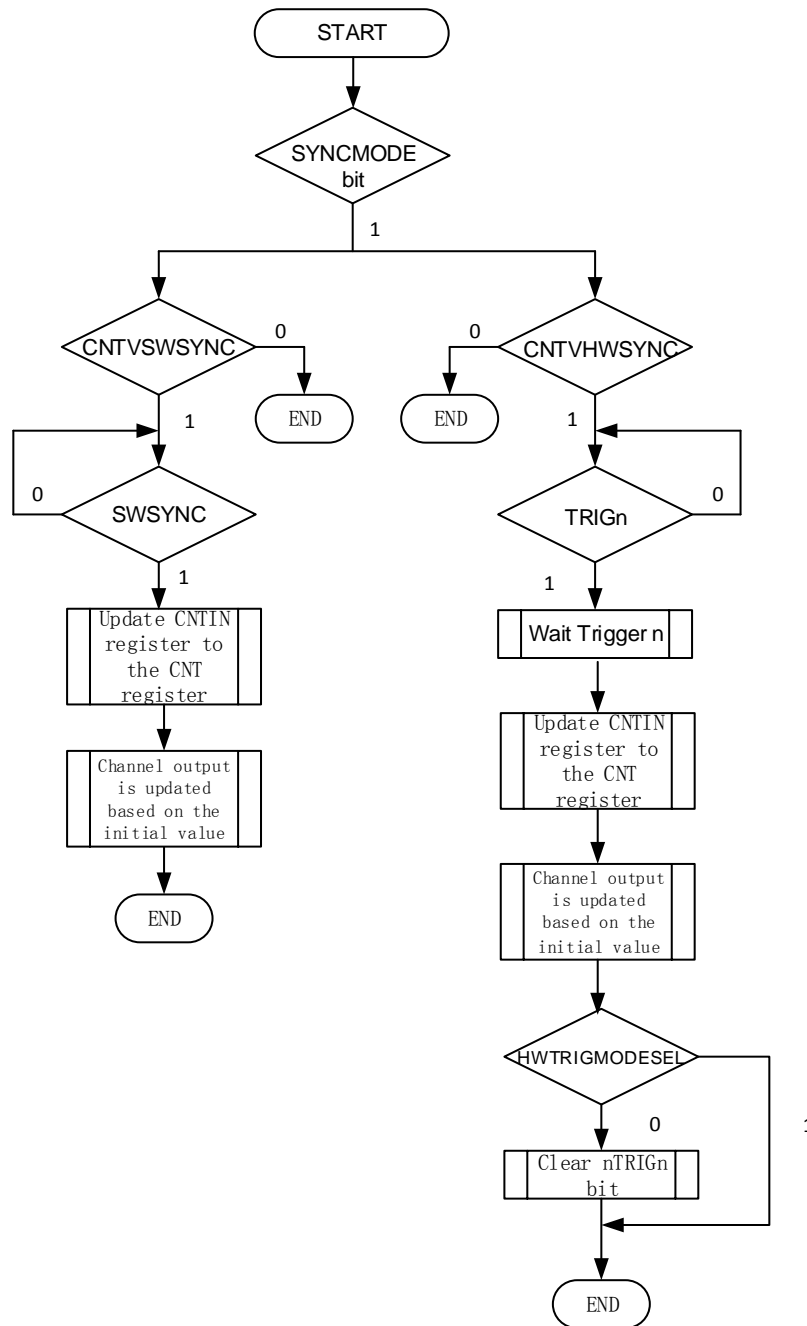 START
SYNCMODE
bit
1
CNTVSWSYNC
0
END
1
0
SWSYNC
1
Update CNTIN
register to
the CNT
register
Channel output
is updated
based on the
initial value
END
CNTVHWSYNC
0
END
1
TRIGn
0
1
Wait Trigger n
Update CNTIN
register to
the CNT
register
Channel output
is updated
based on the
initial value
HWTRIGMODESEL
0
1
Clear nTRIGn
bit
END